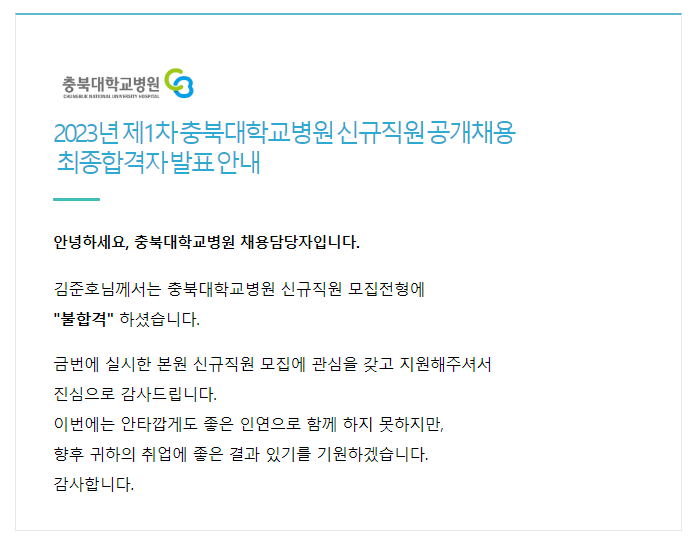 충북대학교병원
CHUNGBUK NATIONAL UNIVERSITY HOSPITAL
2023년 제1차 충북대학교병원 신규직원 공개채용
최종합격자 발표 안내
안녕하세요, 충북대학교병원 채용담당자입니다.
김준호님께서는 충북대학교병원 신규직원 모집전형에
"불합격" 하셨습니다.
금번에 실시한 본원 신규직원 모집에 관심을 갖고 지원해주셔서
진심으로 감사드립니다.
이번에는 안타깝게도 좋은 인연으로 함께 하지 못하지만,
향후 귀하의 취업에 좋은 결과 있기를 기원하겠습니다.
감사합니다.